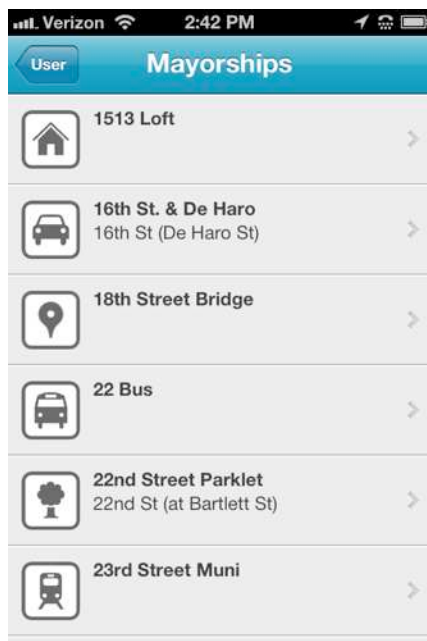 Verizon 2:42 PM
User
Mayorships
1513 Loft
16th St. & De Haro
16th St (De Haro St)
18th Street Bridge
22 Bus
22nd Street Parklet
22nd St (at Bartlett St)
23rd Street Muni